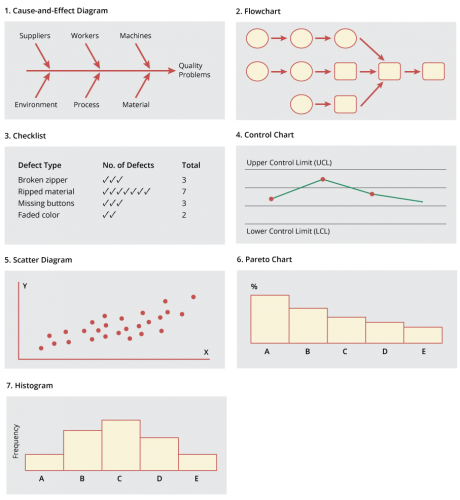 1. Cause-and-Effect Diagram
Suppliers Workers Machines
Quality
Problems
Environment Process Material
2. Flowchart
3. Checklist
Defect Type No. of Defects Total
Broken zipper ✓✓✓ 3
Ripped material ✓✓✓✓✓✓✓ 7
Missing buttons ✓✓✓ 3
Faded color ✓✓ 2
4. Control Chart
Upper Control Limit (UCL)
Lower Control Limit (LCL)
5. Scatter Diagram
Y
X
6. Pareto Chart
%
A B C D E
7. Histogram
Frequency
A B C D E